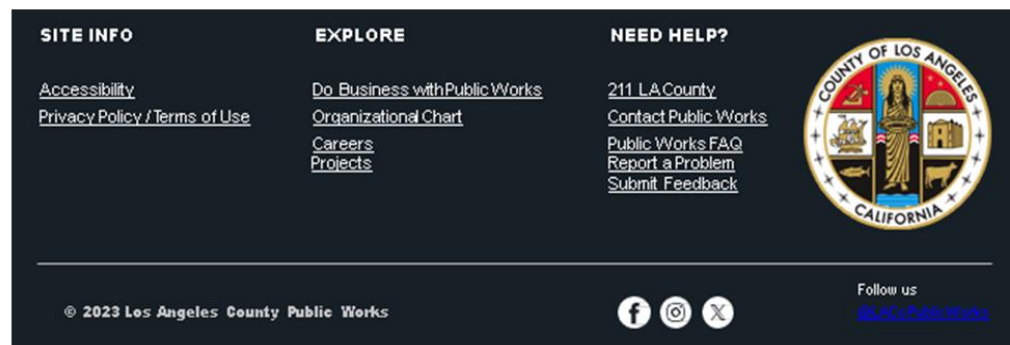 SITE INFO
Accessibility
Privacy Policy / Terms of Use
EXPLORE
Do Business with Public Works
Organizational Chart
Careers
Projects
NEED HELP?
211 LA County
Contact Public Works
Public Works FAQ
Report a Problem
Submit Feedback
COUNTY OF LOS ANGELES
CALIFORNIA
© 2023 Los Angeles County Public Works
Follow us
@LACoPublicWorks